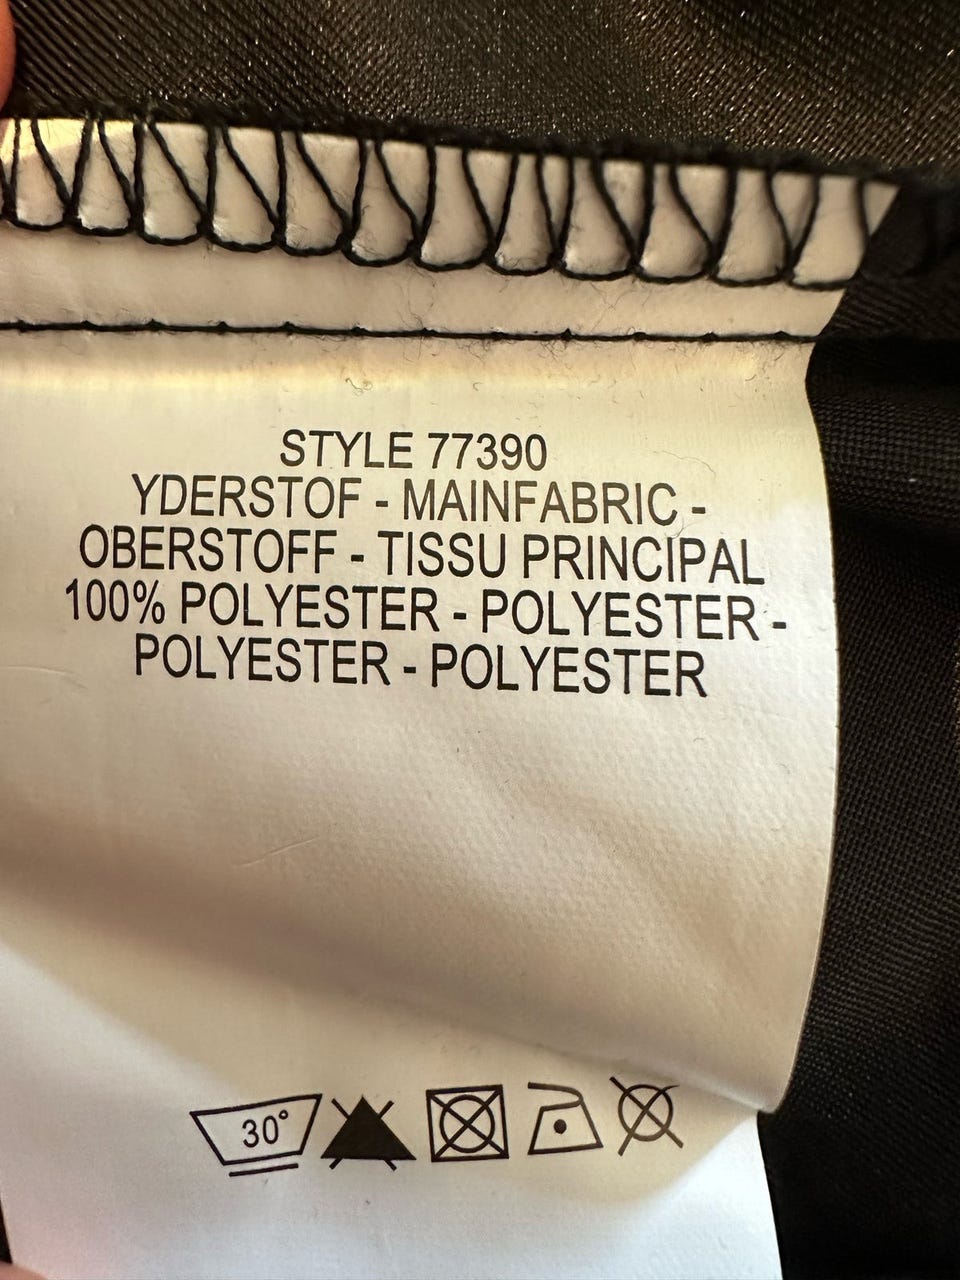 STYLE 77390
YDERSTOF - MAINFABRIC -
OBERSTOFF - TISSU PRINCIPAL
100% POLYESTER - POLYESTER -
POLYESTER - POLYESTER
30°